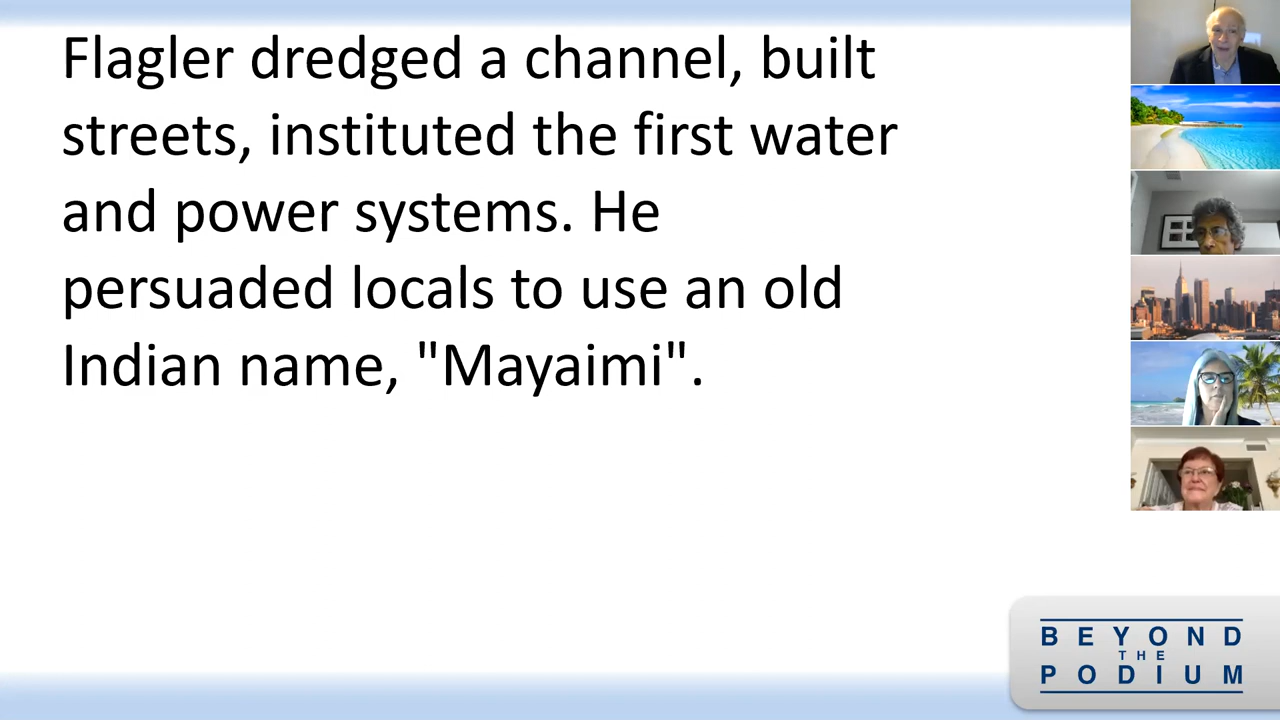 Flagler dredged a channel, built
streets, instituted the first water
and power systems. He
persuaded locals to use an old
Indian name, "Mayaimi".
BEYOND
THE
PODIUM